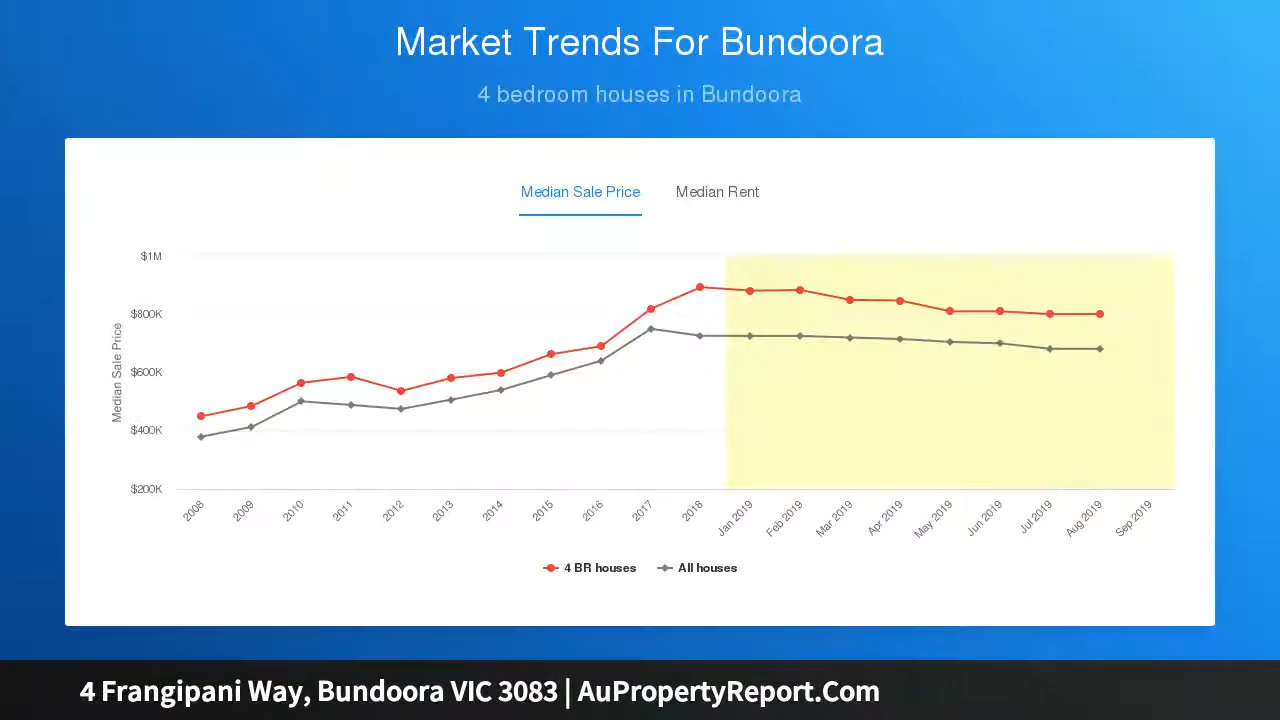 Market Trends For Bundoora
4 bedroom houses in Bundoora
Median Sale Price Median Rent
Median Sale Price
$1M
$800K
$600K
$400K
$200K
2008 2009 2010 2011 2012 2013 2014 2015 2016 2017 2018 Jan 2019 Feb 2019 Mar 2019 Apr 2019 May 2019 Jun 2019 Jul 2019 Aug 2019 Sep 2019
4 BR houses All houses
4 Frangipani Way, Bundoora VIC 3083 | AuPropertyReport.Com